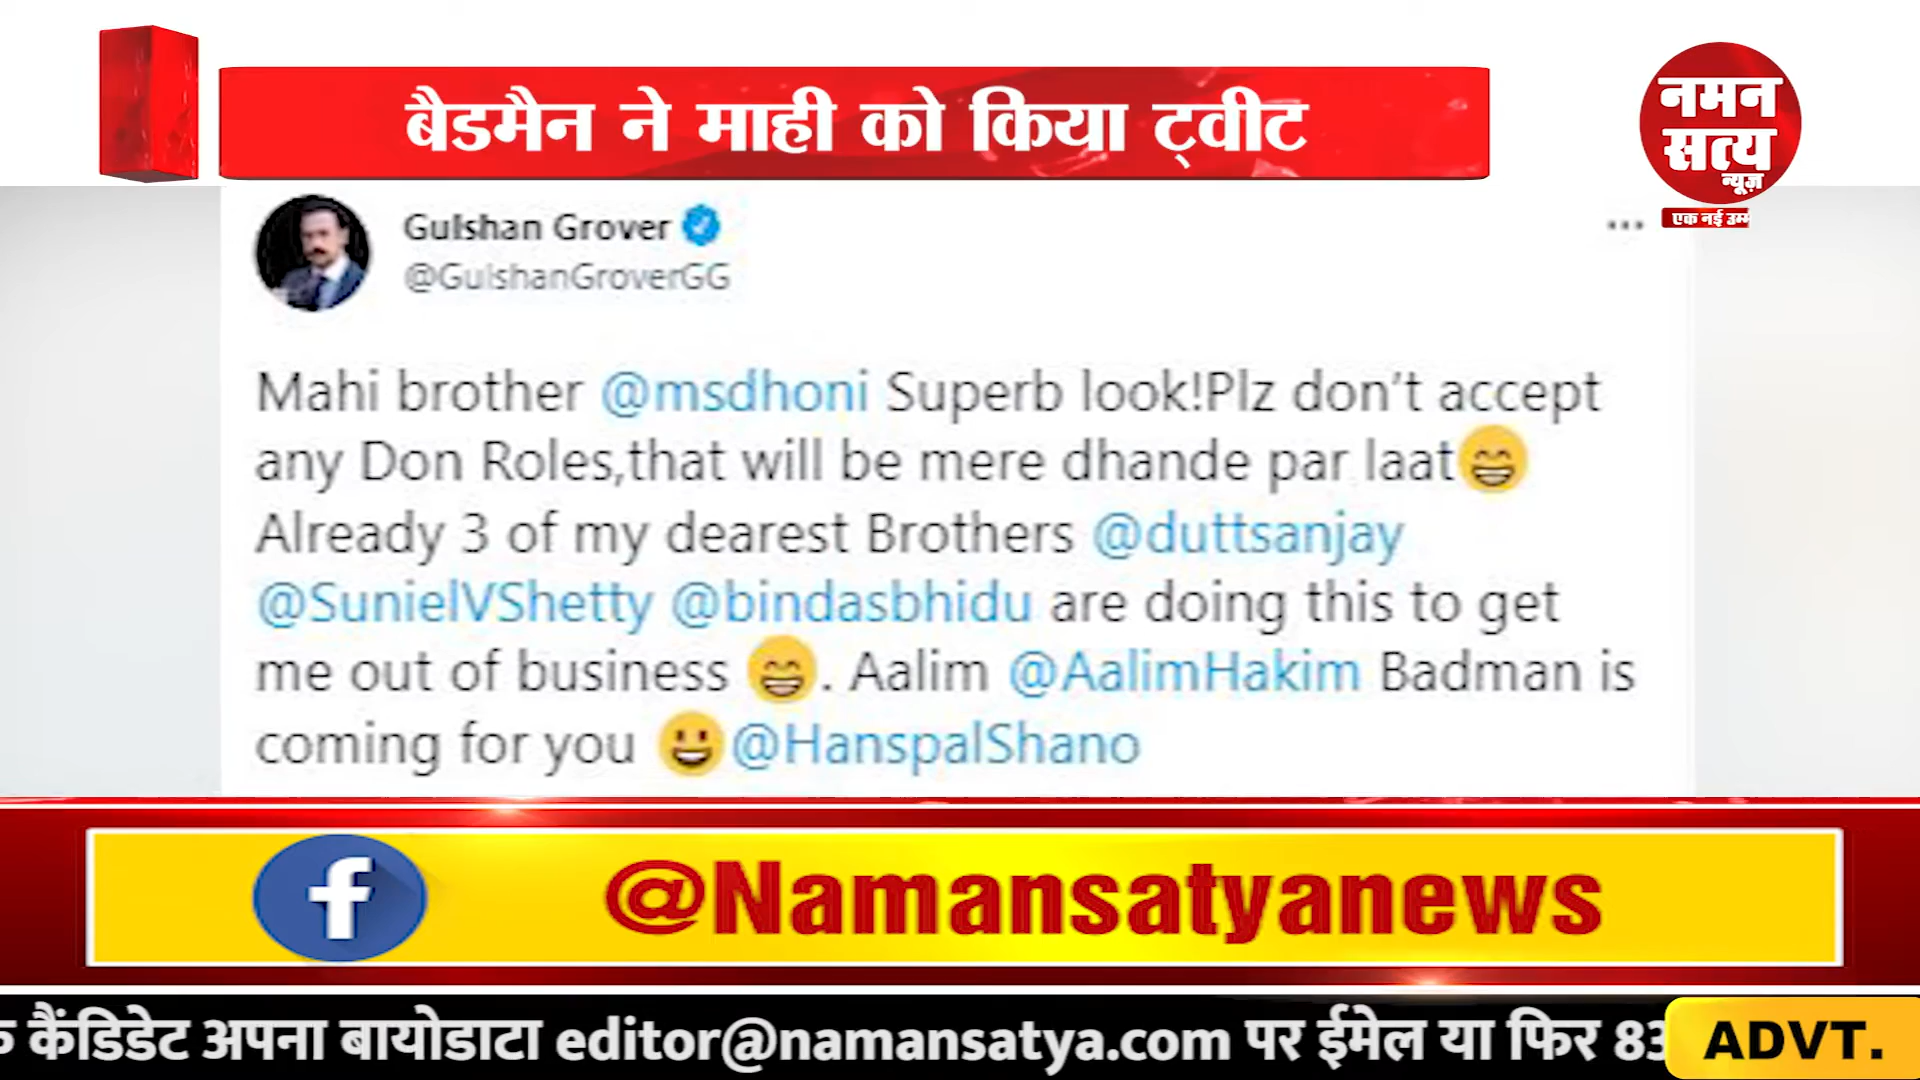 बैडमैन ने माही को किया ट्वीट
नमन
सत्य
न्यूज़
एक नई उम्म
Gulshan Grover
@GulshanGroverGG
Mahi brother @msdhoni Superb look!Plz don't accept
any Don Roles,that will be mere dhande par laat😁
Already 3 of my dearest Brothers @duttsanjay
@SunielVShetty @bindasbhidu are doing this to get
me out of business 😁. Aalim @AalimHakim Badman is
coming for you 😃@HanspalShano
f @Namansatyanews
कैंडिडेट अपना बायोडाटा editor@namansatya.com पर ईमेल या फिर 83
ADVT.